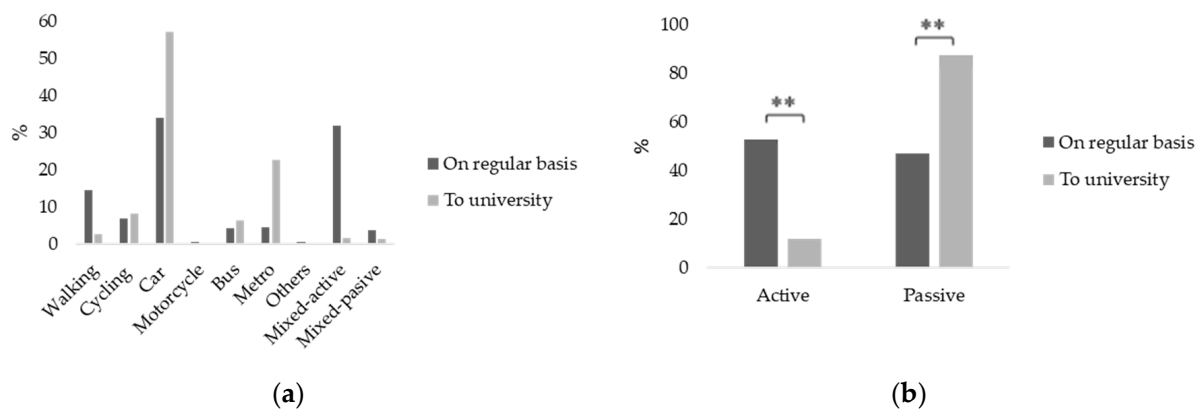 60
50
40
30
20
10
0
%
Walking
Cycling
Car
Motorcycle
Bus
Metro
Others
Mixed-active
Mixed-pasive
On regular basis
To university
(a)
100
80
60
40
20
0
%
**
**
Active
Passive
On regular basis
To university
(b)